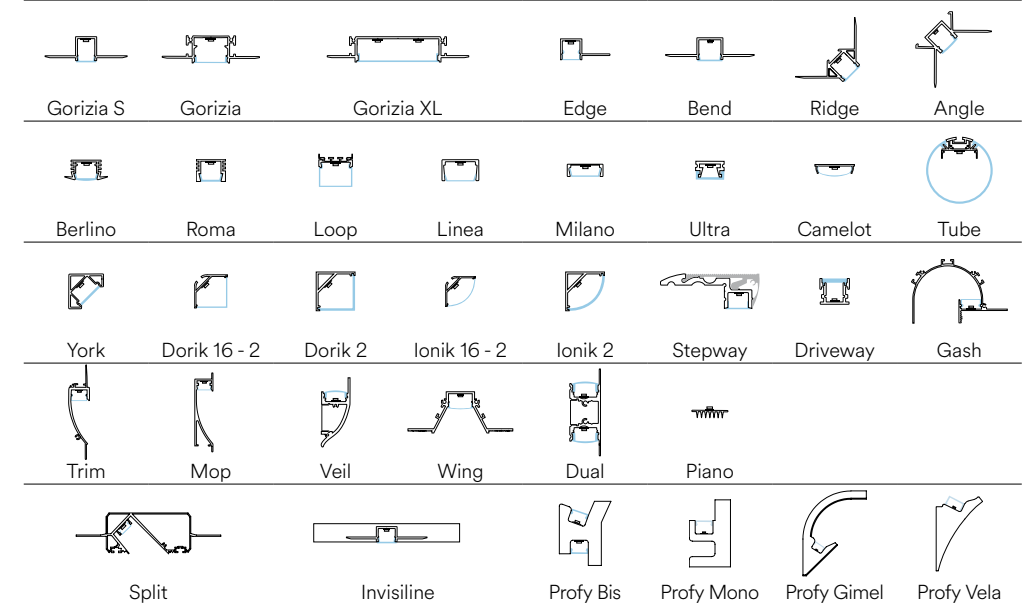 Gorizia S Gorizia Gorizia XL Edge Bend Ridge Angle
Berlino Roma Loop Linea Milano Ultra Camelot Tube
York Dorik 16 - 2 Dorik 2 Ionik 16 - 2 Ionik 2 Stepway Driveway Gash
Trim Mop Veil Wing Dual Piano
Split Invisiline Profy Bis Profy Mono Profy Gimel Profy Vela